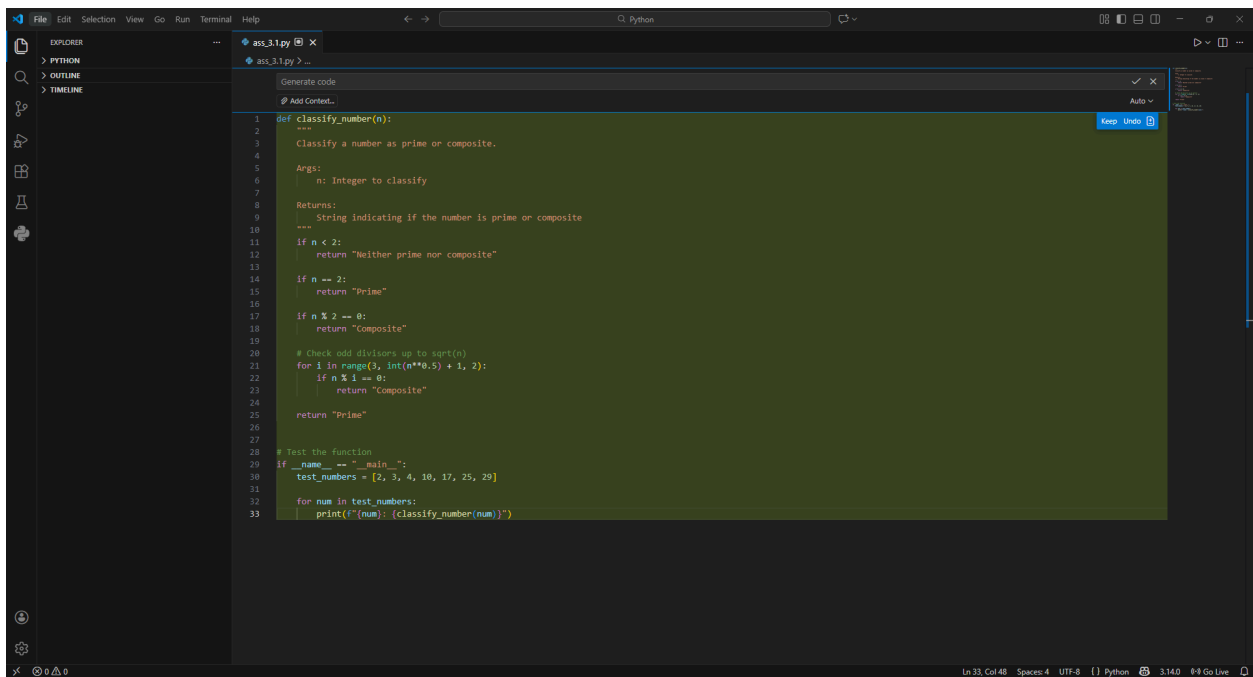 File Edit Selection View Go Run Terminal Help
Python
EXPLORER
PYTHON
OUTLINE
TIMELINE
ass_3.1.py
ass_3.1.py > ...
Generate code
Add Context...
Auto
Keep Undo
1 def classify_number(n):
2 """
3 Classify a number as prime or composite.
4
5 Args:
6 n: Integer to classify
7
8 Returns:
9 String indicating if the number is prime or composite
10 """
11 if n < 2:
12 return "Neither prime nor composite"
13
14 if n == 2:
15 return "Prime"
16
17 if n % 2 == 0:
18 return "Composite"
19
20 # Check odd divisors up to sqrt(n)
21 for i in range(3, int(n**0.5) + 1, 2):
22 if n % i == 0:
23 return "Composite"
24
25 return "Prime"
26
27
28 # Test the function
29 if __name__ == "__main__":
30 test_numbers = [2, 3, 4, 10, 17, 25, 29]
31
32 for num in test_numbers:
33 print(f"{num}: {classify_number(num)}")
0 0
Ln 33, Col 48 Spaces: 4 UTF-8 {} Python 3.14.0 Go Live